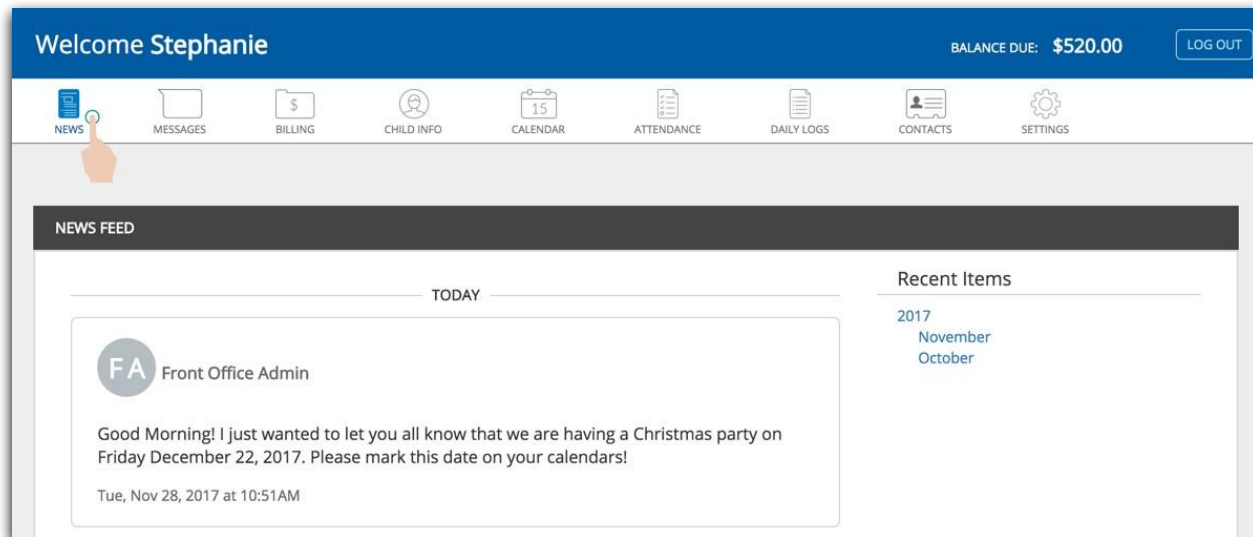 Welcome Stephanie
BALANCE DUE: $520.00
LOG OUT
NEWS
MESSAGES
$
BILLING
CHILD INFO
15
CALENDAR
ATTENDANCE
DAILY LOGS
CONTACTS
SETTINGS
NEWS FEED
TODAY
FA
Front Office Admin
Good Morning! I just wanted to let you all know that we are having a Christmas party on
Friday December 22, 2017. Please mark this date on your calendars!
Tue, Nov 28, 2017 at 10:51AM
Recent Items
2017
November
October